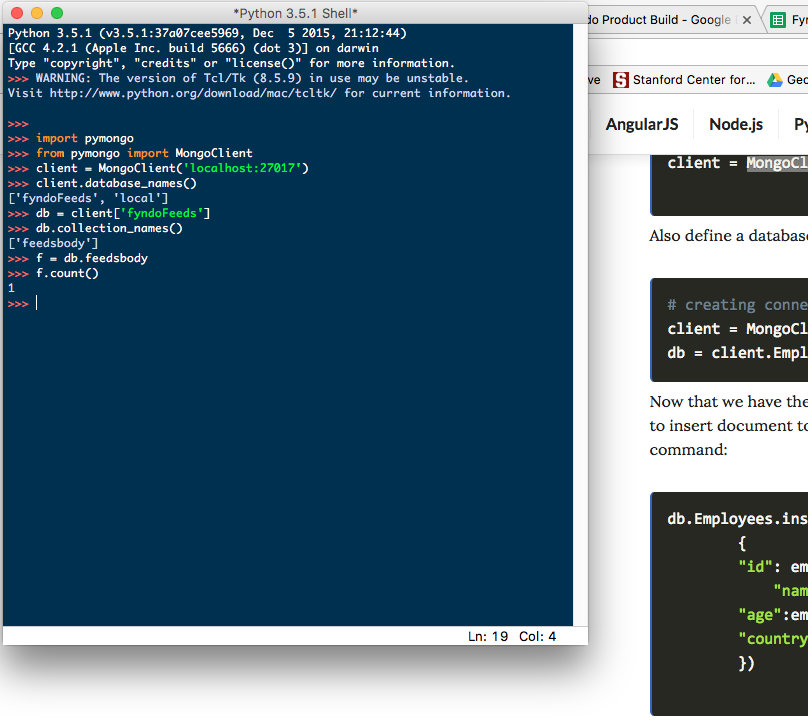 *Python 3.5.1 Shell*
Python 3.5.1 (v3.5.1:37a07cee5969, Dec  5 2015, 21:12:44)
[GCC 4.2.1 (Apple Inc. build 5666) (dot 3)] on darwin
Type "copyright", "credits" or "license()" for more information.
>>> WARNING: The version of Tcl/Tk (8.5.9) in use may be unstable.
Visit http://www.python.org/download/mac/tcltk/ for current information.
>>>
>>> import pymongo
>>> from pymongo import MongoClient
>>> client = MongoClient('localhost:27017')
>>> client.database_names()
['fyndoFeeds', 'local']
>>> db = client['fyndoFeeds']
>>> db.collection_names()
['feedsbody']
>>> f = db.feedsbody
>>> f.count()
1
>>>
Ln: 19 Col: 4
do Product Build - Google
Fyn
ve
Stanford Center for...
Geo
AngularJS Node.js Py
client = MongoCl
Also define a database
# creating conne
client = MongoCl
db = client.Empl
Now that we have the
to insert document to
command:
db.Employees.ins
{
"id": em
"nam
"age":em
"country
})